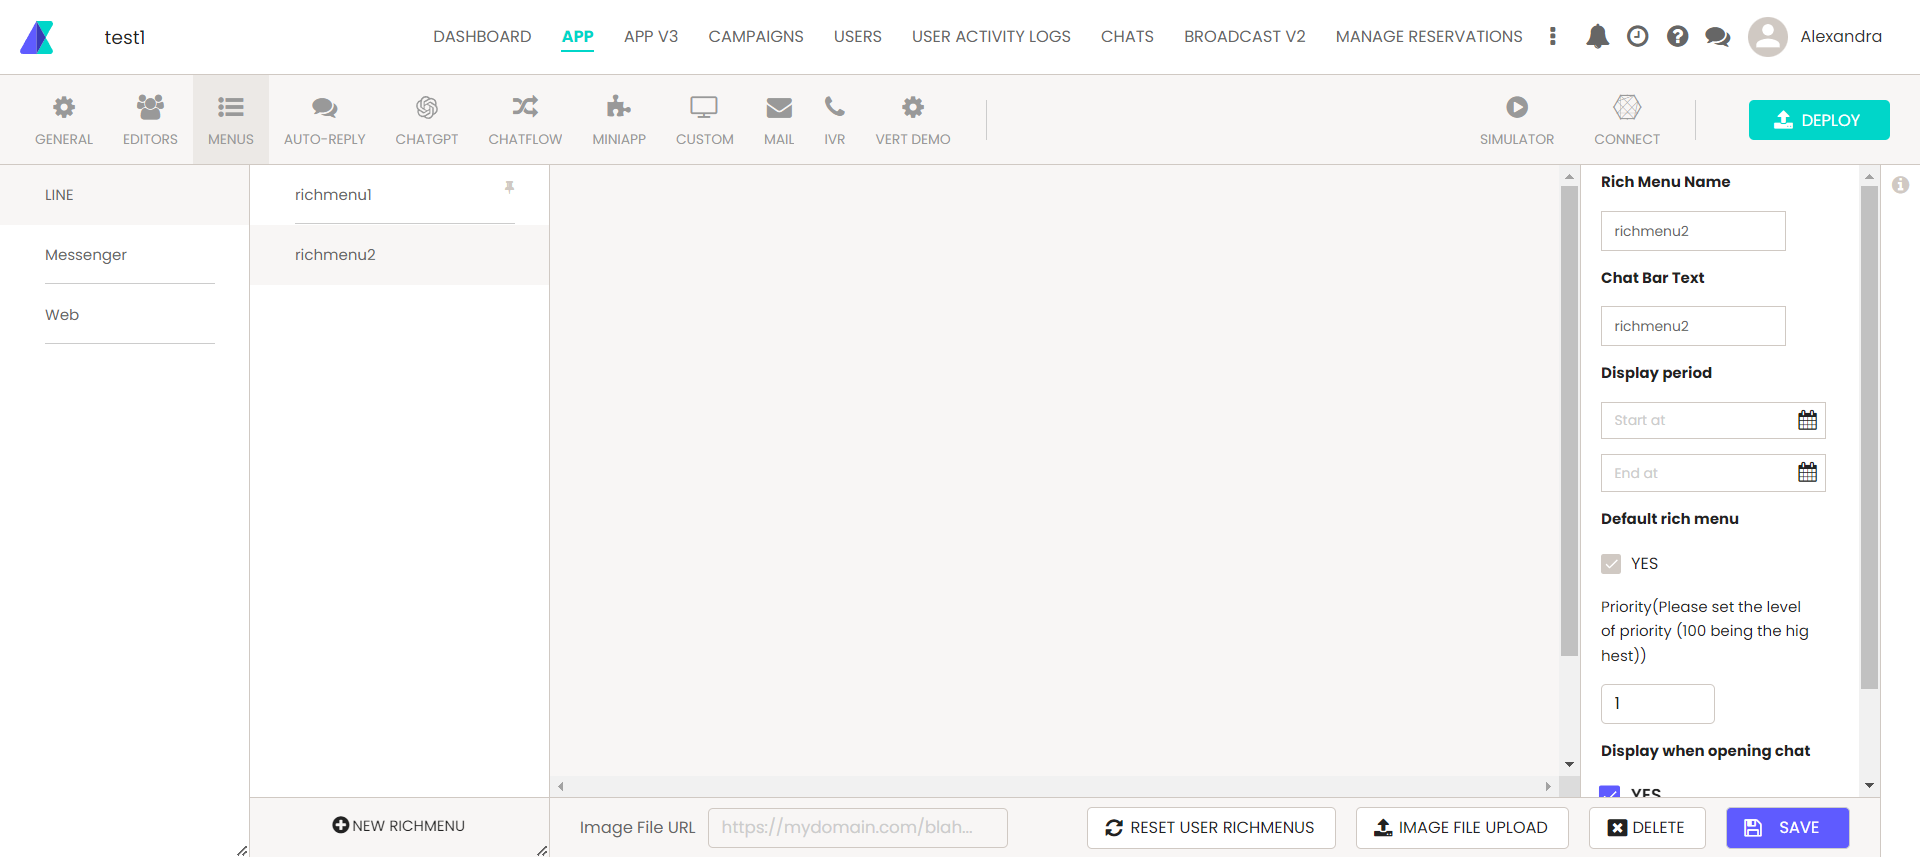 test1
DASHBOARD
APP
APP V3
CAMPAIGNS
USERS
USER ACTIVITY LOGS
CHATS
BROADCAST V2
MANAGE RESERVATIONS
Alexandra
GENERAL
EDITORS
MENUS
AUTO-REPLY
CHATGPT
CHATFLOW
MINIAPP
CUSTOM
MAIL
IVR
VERT DEMO
SIMULATOR
CONNECT
DEPLOY
LINE
Messenger
Web
richmenu1
richmenu2
NEW RICHMENU
Rich Menu Name
richmenu2
Chat Bar Text
richmenu2
Display period
Start at
End at
Default rich menu
YES
Priority(Please set the level
of priority (100 being the hig
hest))
1
Display when opening chat
YES
Image File URL
https://mydomain.com/blah...
RESET USER RICHMENUS
IMAGE FILE UPLOAD
DELETE
SAVE